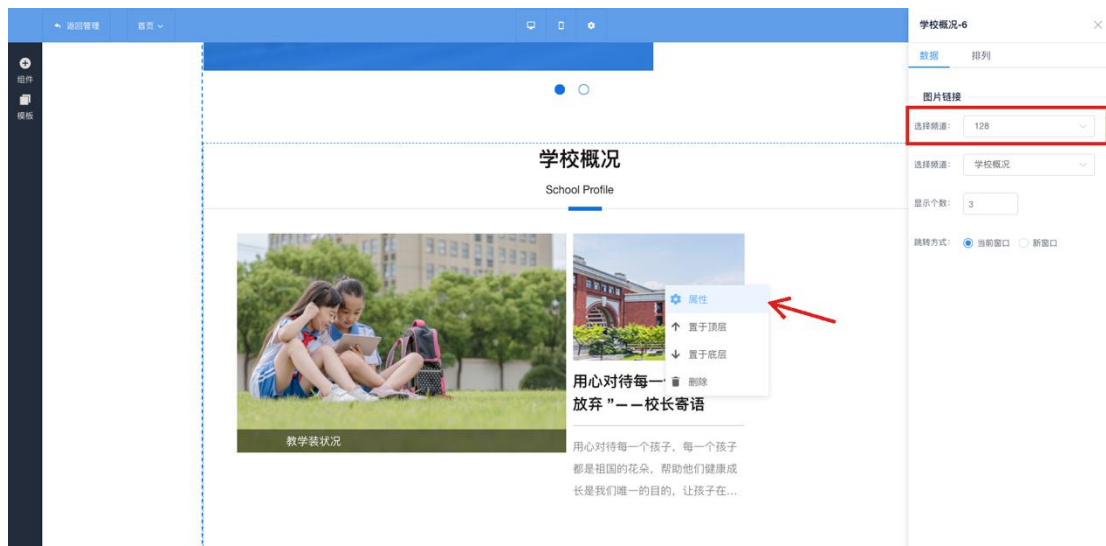 返回管理
首页
学校概况-6
组件
模板
数据 排列
图片链接
选择频道: 128
选择频道: 学校概况
显示个数: 3
跳转方式: 当前窗口 新窗口
学校概况
School Profile
属性
置于顶层
置于底层
删除
教学装状况
用心对待每一
放弃 ”——校长寄语
用心对待每一个孩子，每一个孩子
都是祖国的花朵，帮助他们健康成
长是我们唯一的目的，让孩子在...